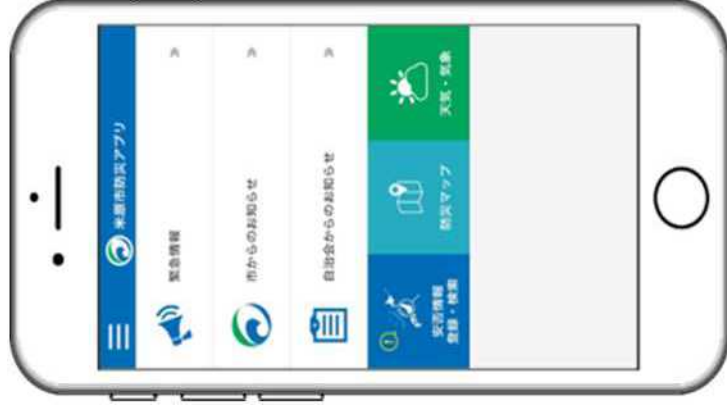 米原市防災アプリ
緊急情報
市からのお知らせ
自治会からのお知らせ
安否情報
登録・検索
防災マップ
天気・気象